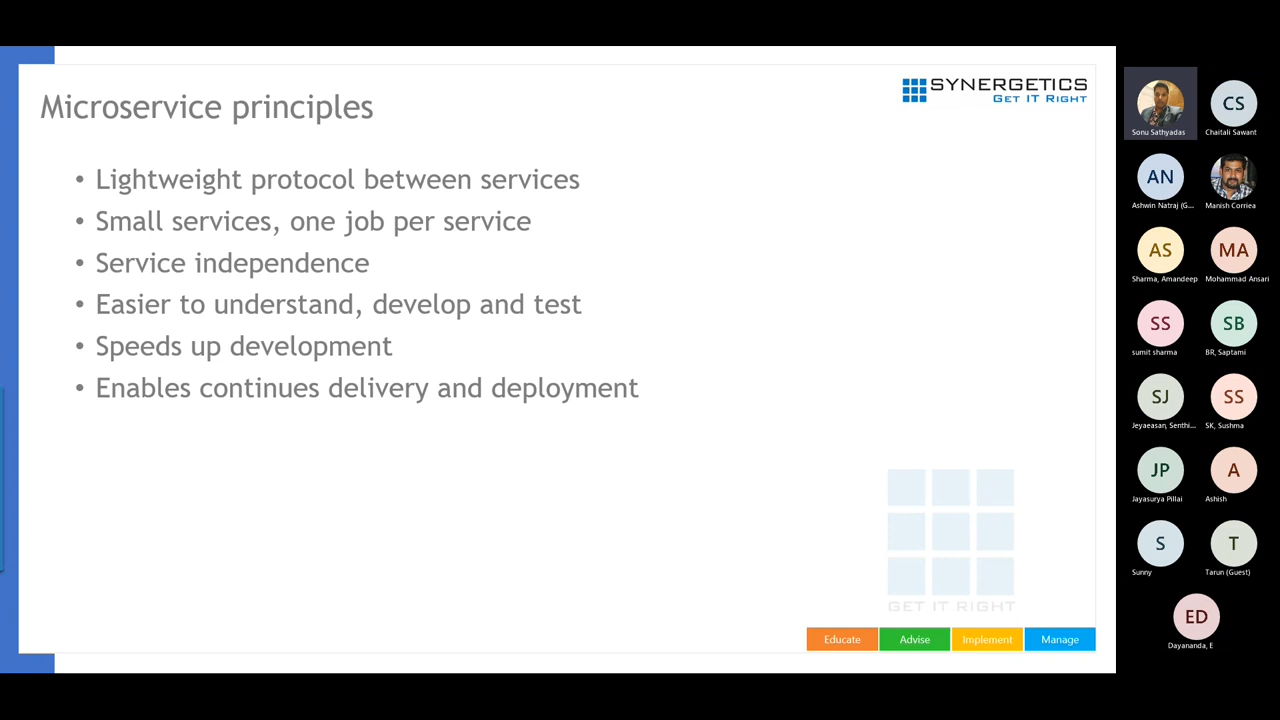 SYNERGETICS
GET IT RIGHT
Microservice principles
• Lightweight protocol between services
• Small services, one job per service
• Service independence
• Easier to understand, develop and test
• Speeds up development
• Enables continues delivery and deployment
GET IT RIGHT
Educate
Advise
Implement
Manage
Sonu Sathyadas
CS
Chaitali Sawant
AN
Ashwin Natraj (G...
Manish Corriea
AS
Sharma, Amandeep
MA
Mohammad Ansari
SS
sumit sharma
SB
BR, Saptami
SJ
Jeyaeasan, Senthi...
SS
SK, Sushma
JP
Jayasurya Pillai
A
Ashish
S
Sunny
T
Tarun (Guest)
ED
Dayananda, E